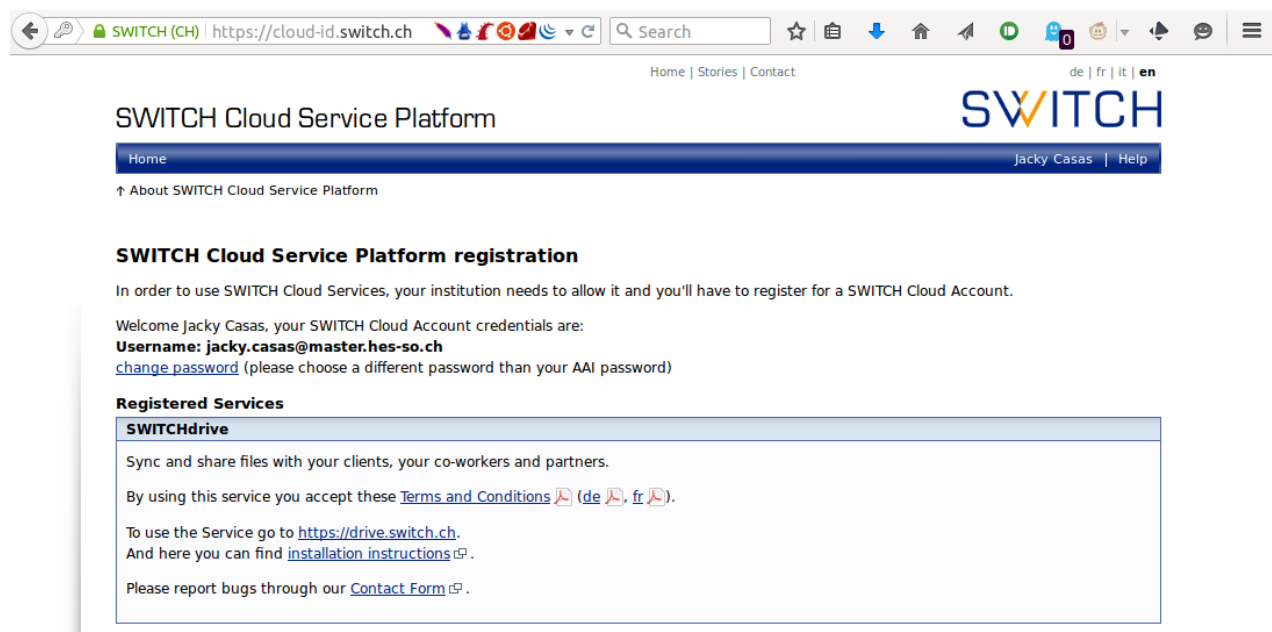 SWITCH (CH) https://cloud-id.switch.ch Search 0
Home | Stories | Contact de | fr | it | en
SWITCH Cloud Service Platform SWITCH
Home Jacky Casas | Help
↑ About SWITCH Cloud Service Platform
SWITCH Cloud Service Platform registration
In order to use SWITCH Cloud Services, your institution needs to allow it and you'll have to register for a SWITCH Cloud Account.
Welcome Jacky Casas, your SWITCH Cloud Account credentials are:
Username: jacky.casas@master.hes-so.ch
change password (please choose a different password than your AAI password)
Registered Services
SWITCHdrive
Sync and share files with your clients, your co-workers and partners.
By using this service you accept these Terms and Conditions (de , fr ).
To use the Service go to https://drive.switch.ch.
And here you can find installation instructions .
Please report bugs through our Contact Form .